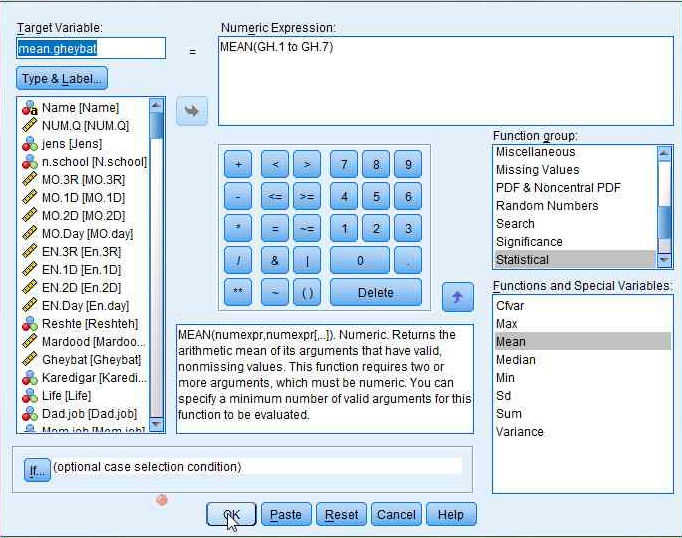 Target Variable:
mean.gheybat
Type & Label...
=
Numeric Expression:
MEAN(GH.1 to GH.7)
a Name [Name]
NUM.Q [NUM.Q]
jens [Jens]
n.school [N.school]
MO.3R [MO.3R]
MO.1D [MO.1D]
MO.2D [MO.2D]
MO.Day [MO.day]
EN.3R [En.3R]
EN.1D [En.1D]
EN.2D [En.2D]
EN.Day [En.day]
Reshte [Reshteh]
Mardood [Mardoo...
Gheybat [Gheybat]
Karedigar [Karedi...
Life [Life]
Dad.job [Dad.job]
Mom.job [Mom.job]
+ < > 7 8 9
- <= >= 4 5 6
* = ~= 1 2 3
/ & | 0 .
** ~ ( ) Delete
MEAN(numexpr,numexpr[,..]). Numeric. Returns the
arithmetic mean of its arguments that have valid,
nonmissing values. This function requires two or
more arguments, which must be numeric. You can
specify a minimum number of valid arguments for this
function to be evaluated.
Function group:
Miscellaneous
Missing Values
PDF & Noncentral PDF
Random Numbers
Search
Significance
Statistical
Functions and Special Variables:
Cfvar
Max
Mean
Median
Min
Sd
Sum
Variance
If... (optional case selection condition)
OK Paste Reset Cancel Help